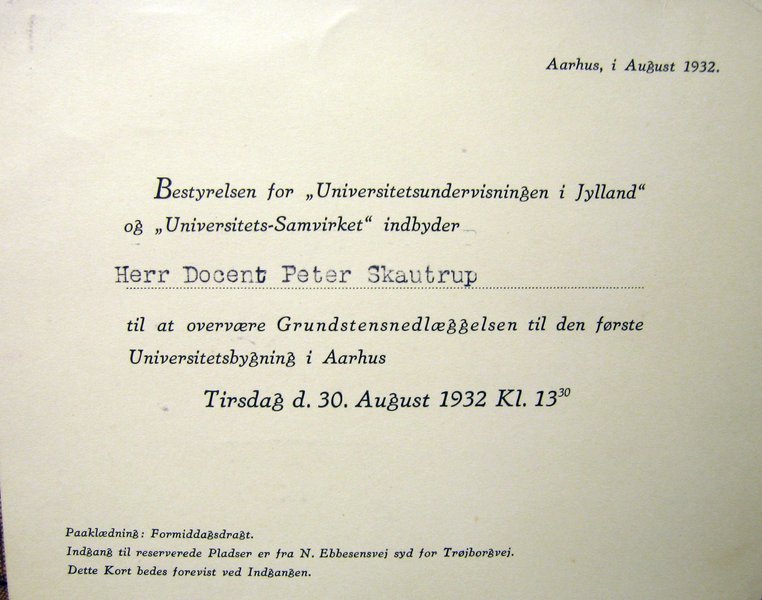 Aarhus, i August 1932.
Bestyrelsen for „Universitetsundervisningen i Jylland“
og „Universitets-Samvirket“ indbyder
Herr Docent Peter Skautrup
til at overvære Grundstensnedlæggelsen til den første
Universitetsbygning i Aarhus
Tirsdag d. 30. August 1932 Kl. 13³⁰
Paaklædning: Formiddagsdragt.
Indgang til reserverede Pladser er fra N. Ebbesensvej syd for Trøjborgvej.
Dette Kort bedes forevist ved Indgangen.